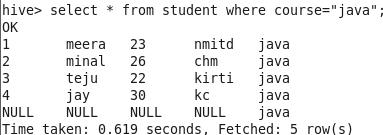 hive> select * from student where course="java";
OK
1 meera 23 nmitd java
2 minal 26 chm java
3 teju 22 kirti java
4 jay 30 kc java
NULL NULL NULL NULL java
Time taken: 0.619 seconds, Fetched: 5 row(s)